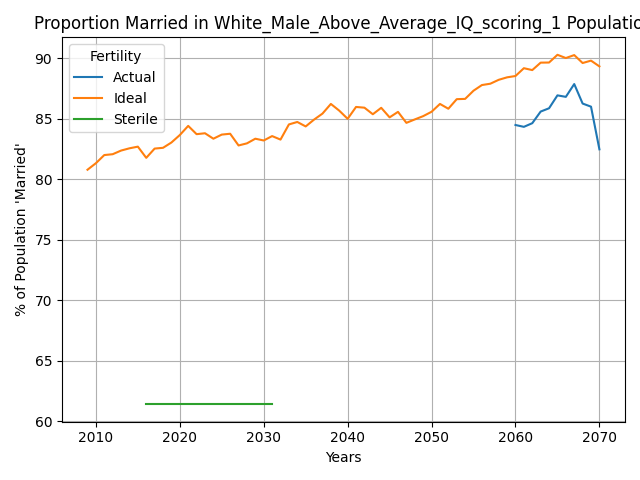 Proportion Married in White_Male_Above_Average_IQ_scoring_1 Populatio
Fertility
Actual
Ideal
Sterile
% of Population 'Married'
90
85
80
75
70
65
60
2010
2020
2030
2040
2050
2060
2070
Years